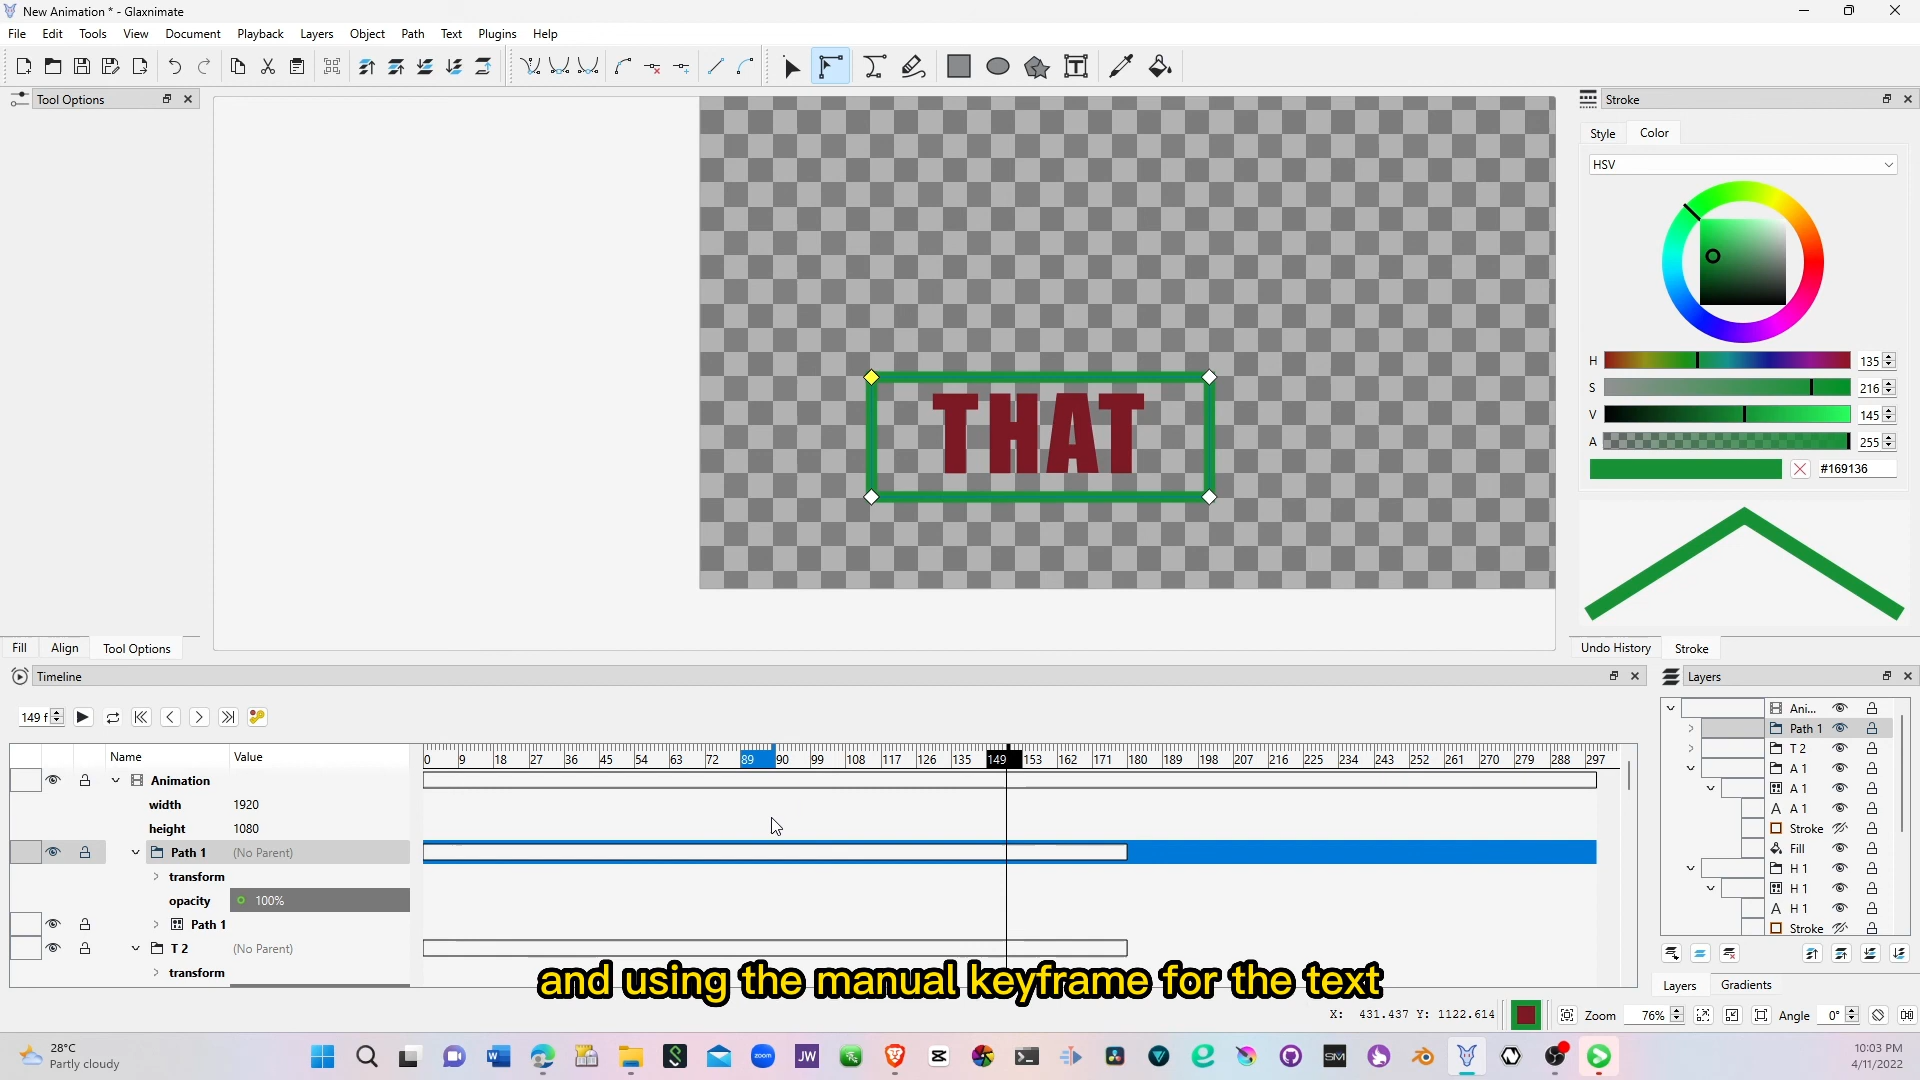 New Animation * - Glaxnimate
File Edit Tools View Document Playback Layers Object Path Text Plugins Help
Tool Options
Stroke
Style Color
HSV
H 135
S 216
V 145
A 255
#169136
THAT
Fill Align Tool Options
Undo History Stroke
Timeline
Layers
149 f
Name Value
0 9 18 27 36 45 54 63 72 89 90 99 108 117 126 135 149 153 162 171 180 189 198 207 216 225 234 243 252 261 270 279 288 297
Animation
width 1920
height 1080
Path 1 (No Parent)
transform
opacity 100%
Path 1
T 2 (No Parent)
transform
Ani...
Path 1
T 2
A 1
A 1
A A 1
Stroke
Fill
H 1
H 1
A H 1
Stroke
Layers Gradients
and using the manual keyframe for the text
X: 431.437 Y: 1122.614 Zoom 76% Angle 0°
28°C
Partly cloudy
W zoom JW S SM
10:03 PM
4/11/2022